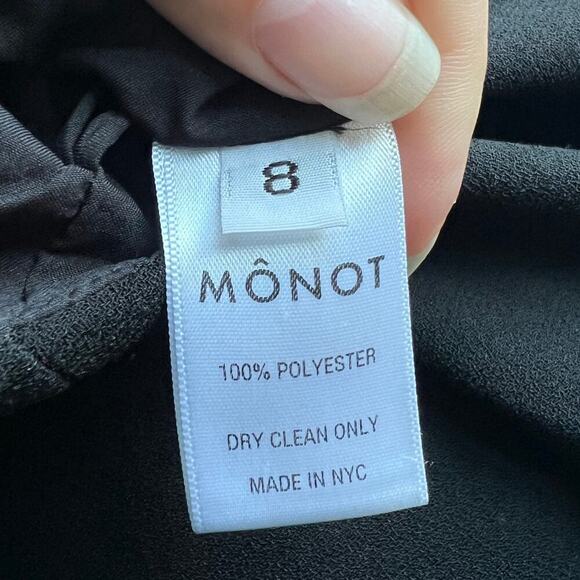 8
MÔNOT
100% POLYESTER
DRY CLEAN ONLY
MADE IN NYC